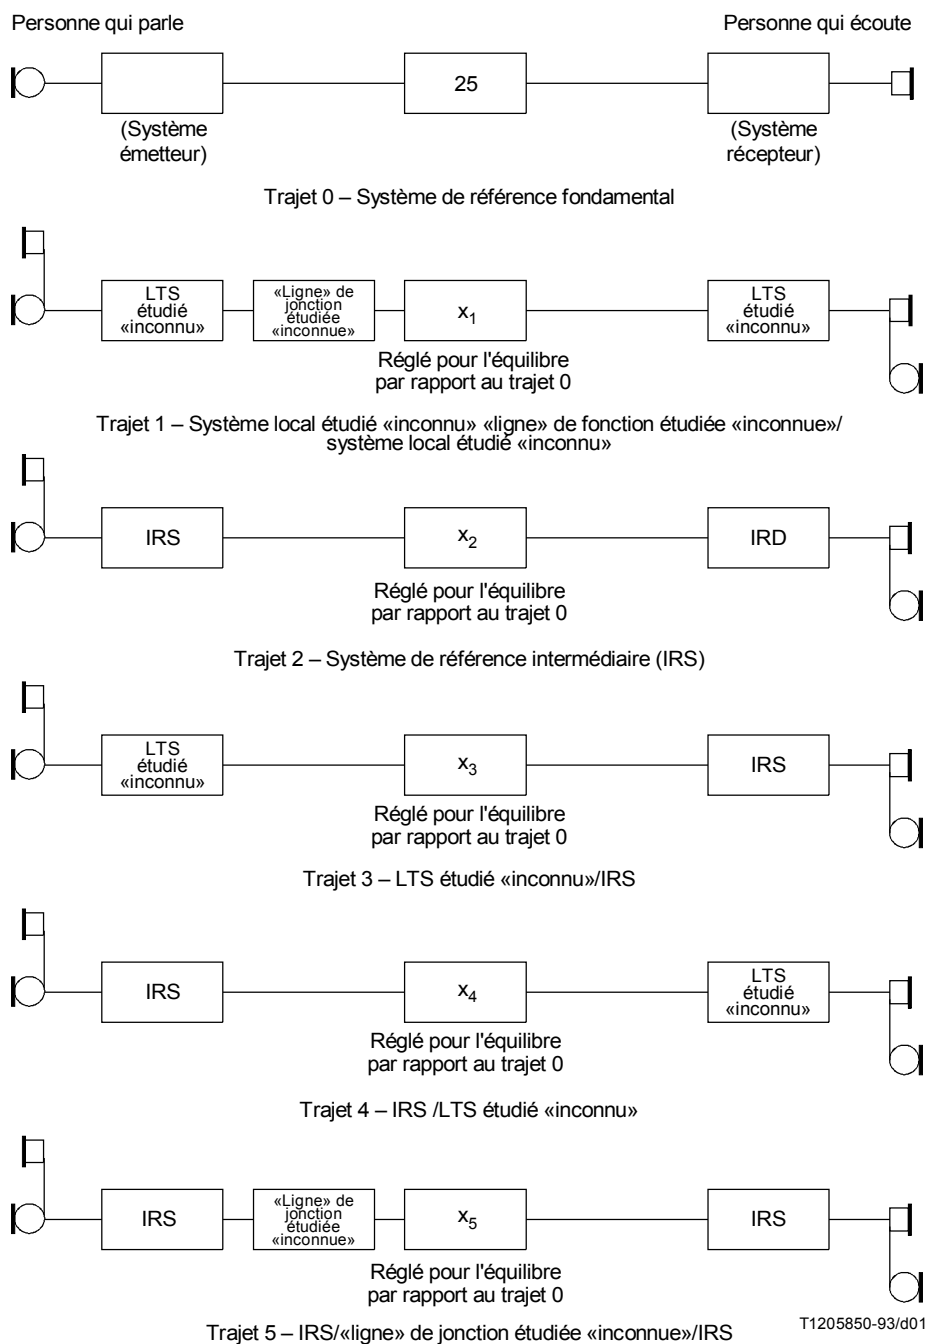 Personne qui parle
Personne qui écoute
25
(Système
émetteur)
(Système
récepteur)
Trajet 0 – Système de référence fondamental
LTS
étudié
«inconnu»
«Ligne» de
jonction
étudiée
«inconnue»
x1
LTS
étudié
«inconnu»
Réglé pour l'équilibre
par rapport au trajet 0
Trajet 1 – Système local étudié «inconnu» «ligne» de fonction étudiée «inconnue»/
système local étudié «inconnu»
IRS
x2
IRD
Réglé pour l'équilibre
par rapport au trajet 0
Trajet 2 – Système de référence intermédiaire (IRS)
LTS
étudié
«inconnu»
x3
IRS
Réglé pour l'équilibre
par rapport au trajet 0
Trajet 3 – LTS étudié «inconnu»/IRS
IRS
x4
LTS
étudié
«inconnu»
Réglé pour l'équilibre
par rapport au trajet 0
Trajet 4 – IRS /LTS étudié «inconnu»
IRS
«Ligne» de
jonction
étudiée
«inconnue»
x5
IRS
Réglé pour l'équilibre
par rapport au trajet 0
T1205850-93/d01
Trajet 5 – IRS/«ligne» de jonction étudiée «inconnue»/IRS